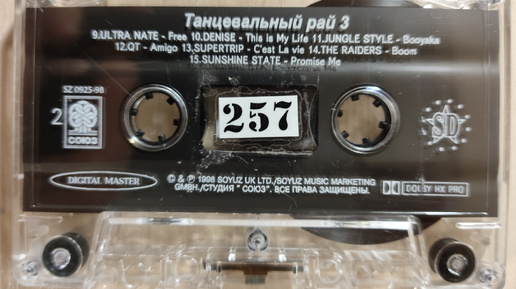 Танцевальный рай 3
9.ULTRA NATE - Free 10.DENISE - This is My Life 11.JUNGLE STYLE - Booyaka
12.QT - Amigo 13.SUPERTRIP - C'est La vie 14.THE RAIDERS - Boom
15.SUNSHINE STATE - Promise Me
SZ 0925-98
2
СОЮЗ
257
SD
DIGITAL MASTER
© & ℗ 1998 SOYUZ UK LTD./SOYUZ MUSIC MARKETING
GMBH./СТУДИЯ "СОЮЗ". ВСЕ ПРАВА ЗАЩИЩЕНЫ.
DOLBY HX PRO